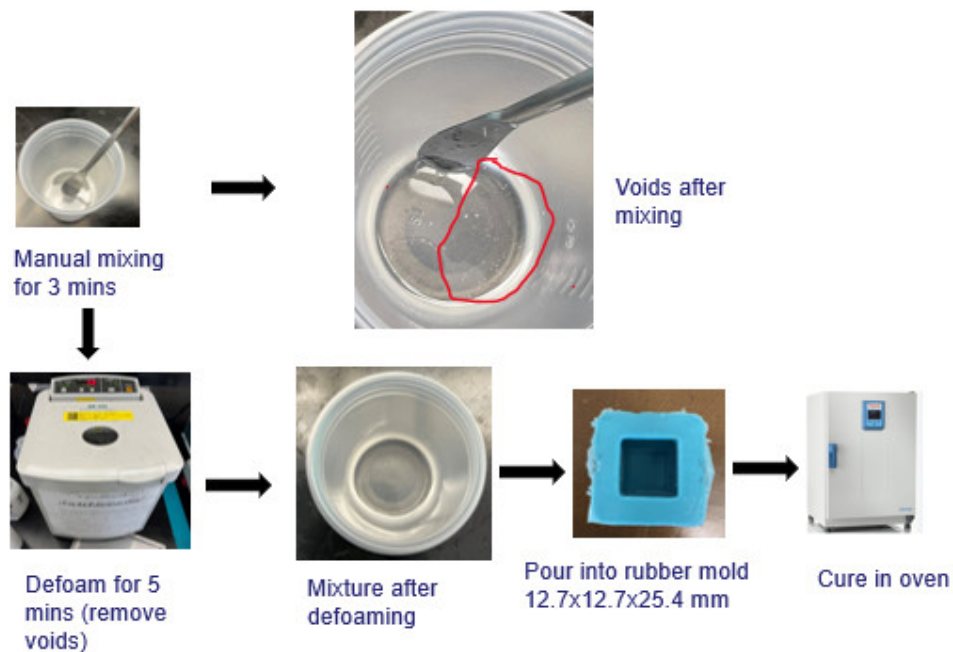 Voids after
mixing
Manual mixing
for 3 mins
Defoam for 5
mins (remove
voids)
Mixture after
defoaming
Pour into rubber mold
12.7x12.7x25.4 mm
Cure in oven